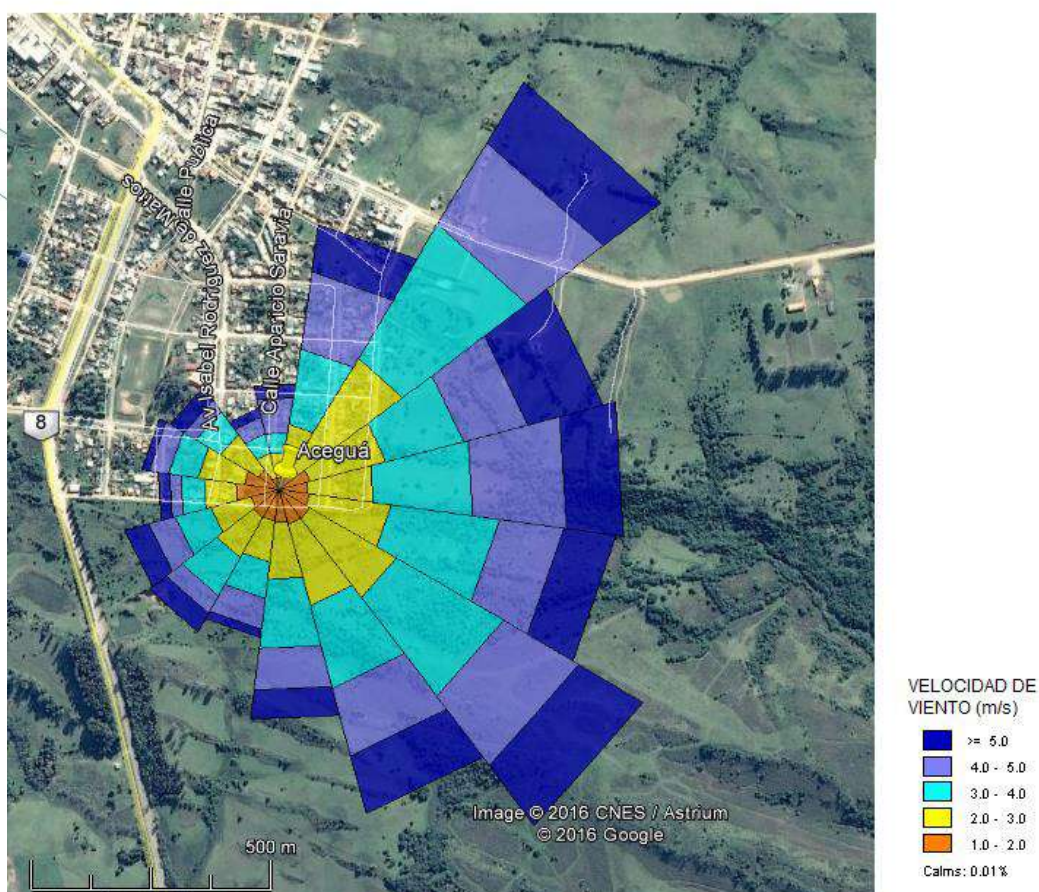 Calle Publica
de Mattos
Av-Isabel Rodríguez
Calle Aparicio Saravia
8
Aceguá
Image © 2016 CNES / Astrium
© 2016 Google
500 m
VELOCIDAD DE
VIENTO (m/s)
>= 5.0
4.0 - 5.0
3.0 - 4.0
2.0 - 3.0
1.0 - 2.0
Calms: 0.01%